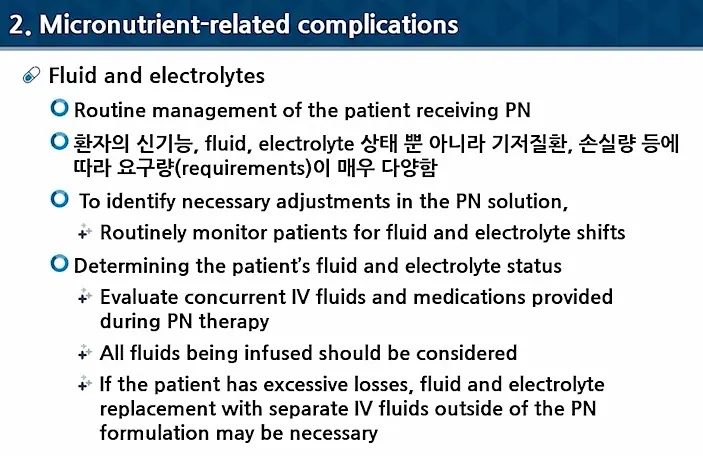 2. Micronutrient-related complications
Fluid and electrolytes
Routine management of the patient receiving PN
환자의 신기능, fluid, electrolyte 상태 뿐 아니라 기저질환, 손실량 등에
따라 요구량(requirements)이 매우 다양함
To identify necessary adjustments in the PN solution,
Routinely monitor patients for fluid and electrolyte shifts
Determining the patient's fluid and electrolyte status
Evaluate concurrent IV fluids and medications provided
during PN therapy
All fluids being infused should be considered
If the patient has excessive losses, fluid and electrolyte
replacement with separate IV fluids outside of the PN
formulation may be necessary